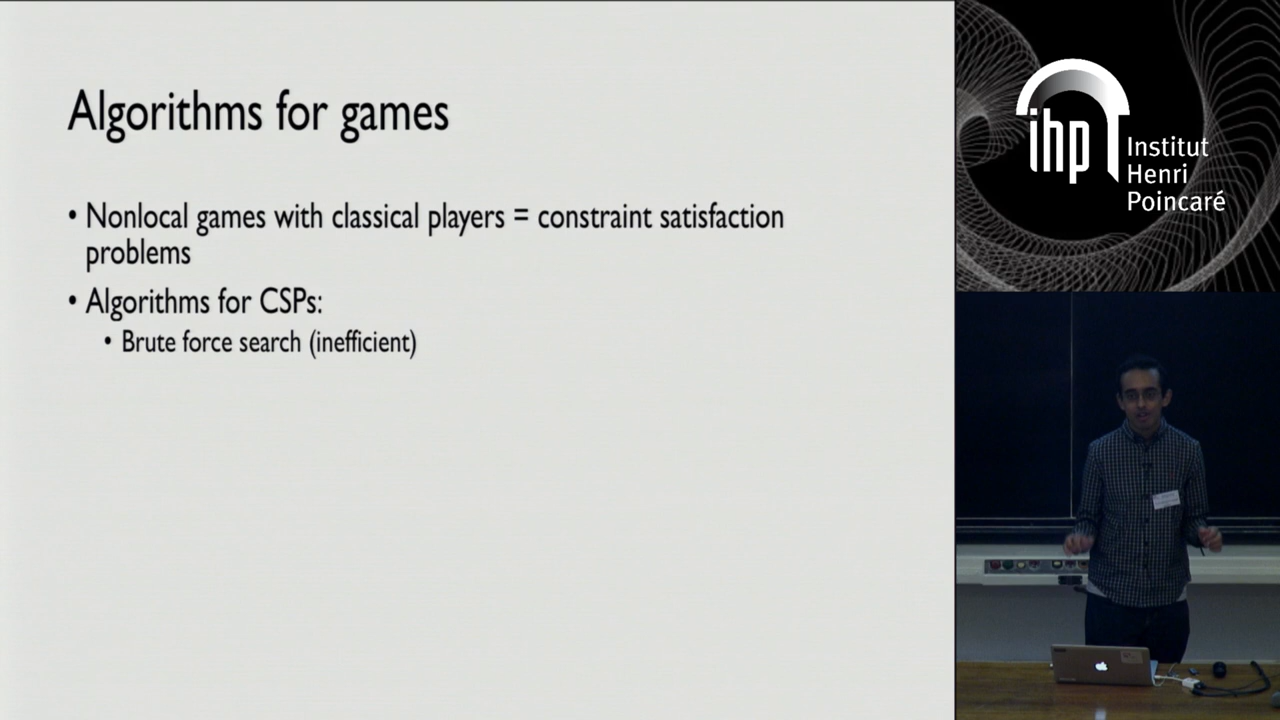 Algorithms for games
• Nonlocal games with classical players = constraint satisfaction
problems
• Algorithms for CSPs:
• Brute force search (inefficient)
ihp
Institut
Henri
Poincaré